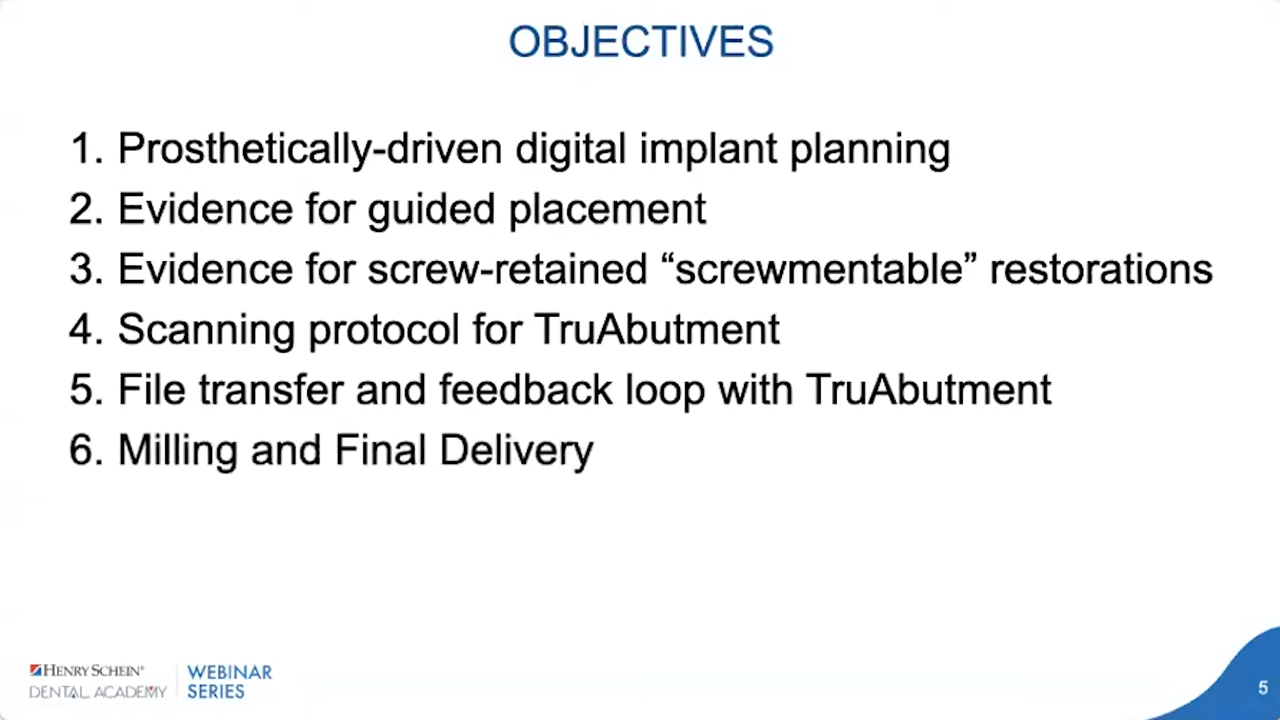 OBJECTIVES
1. Prosthetically-driven digital implant planning
2. Evidence for guided placement
3. Evidence for screw-retained “screwmentable” restorations
4. Scanning protocol for TruAbutment
5. File transfer and feedback loop with TruAbutment
6. Milling and Final Delivery
HENRY SCHEIN®
DENTAL ACADEMY
WEBINAR
SERIES
5